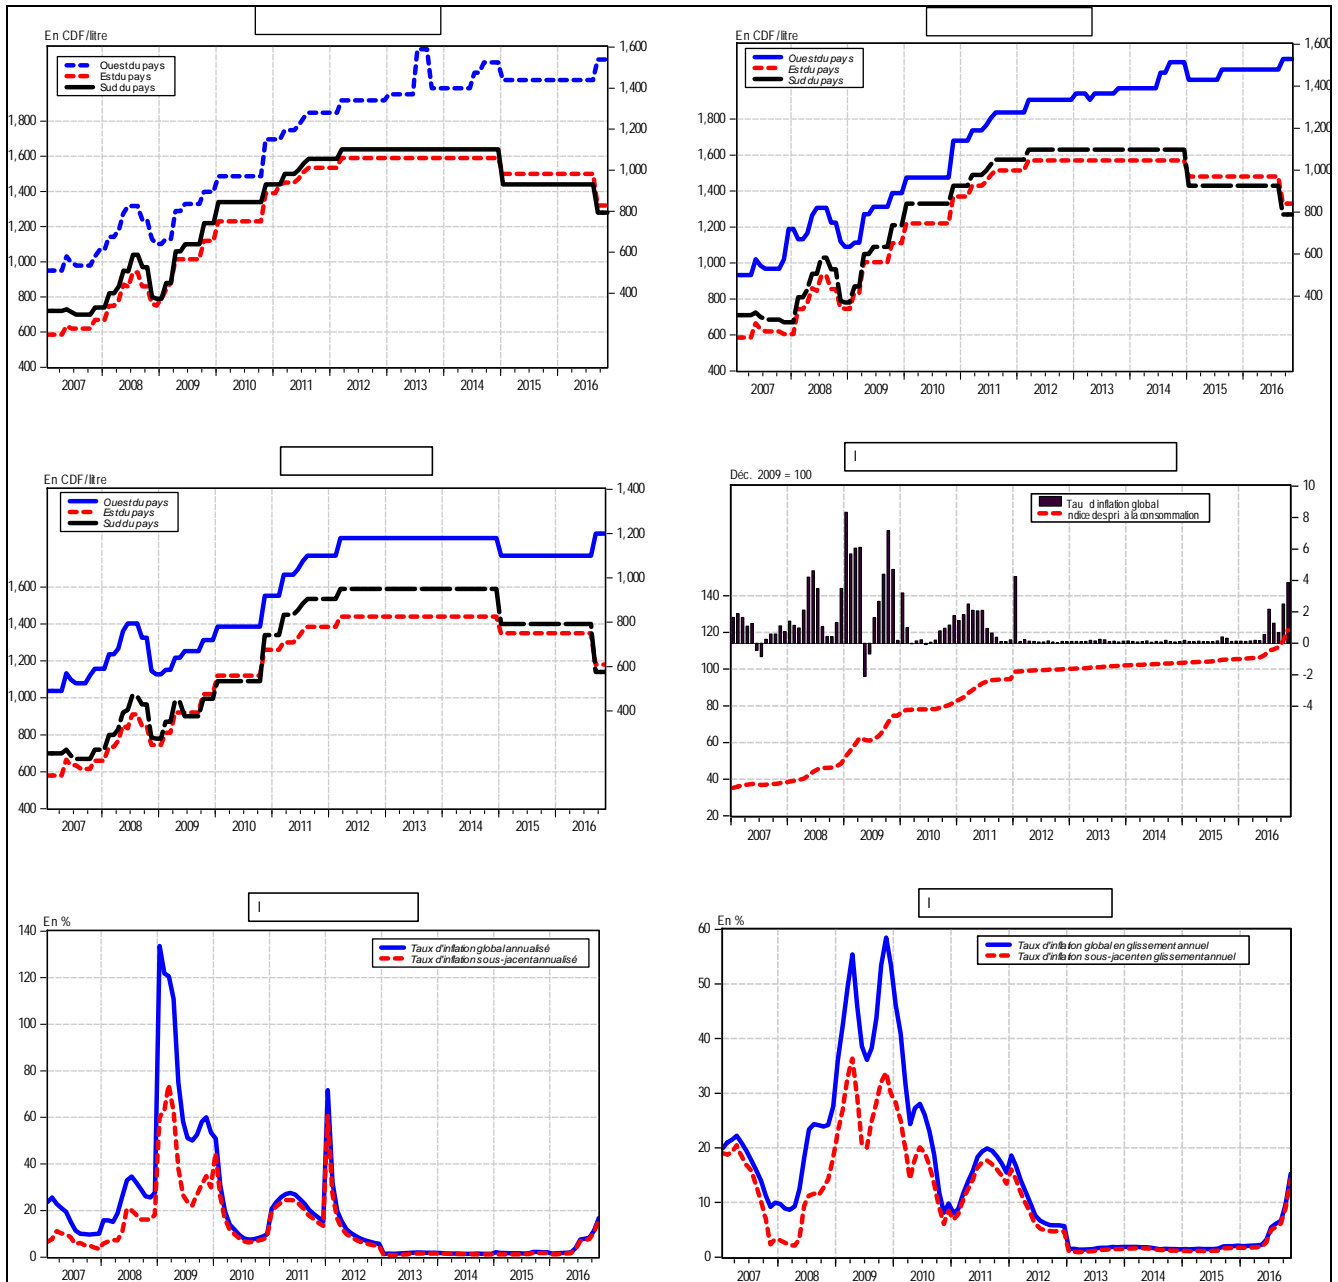 En CDF/litre
Ouest du pays
Est du pays
Sud du pays
1,800
1,600
1,400
1,200
1,000
800
600
400
1,600
1,400
1,200
1,000
800
600
400
2007 2008 2009 2010 2011 2012 2013 2014 2015 2016
En CDF/litre
Ouest du pays
Est du pays
Sud du pays
1,800
1,600
1,400
1,200
1,000
800
600
400
1,600
1,400
1,200
1,000
800
600
400
2007 2008 2009 2010 2011 2012 2013 2014 2015 2016
En CDF/litre
Ouest du pays
Est du pays
Sud du pays
1,600
1,400
1,200
1,000
800
600
400
1,400
1,200
1,000
800
600
400
2007 2008 2009 2010 2011 2012 2013 2014 2015 2016
I
Déc. 2009 = 100
Tau d inflation global
ndice des pri à la consommation
140
120
100
80
60
40
20
10
8
6
4
2
0
-2
-4
2007 2008 2009 2010 2011 2012 2013 2014 2015 2016
I
En %
Taux d'inflation global annualisé
Taux d'inflation sous-jacent annualisé
140
120
100
80
60
40
20
0
2007 2008 2009 2010 2011 2012 2013 2014 2015 2016
I
En %
Taux d'inflation global en glissement annuel
Taux d'inflation sous-jacent en glissement annuel
60
50
40
30
20
10
0
2007 2008 2009 2010 2011 2012 2013 2014 2015 2016